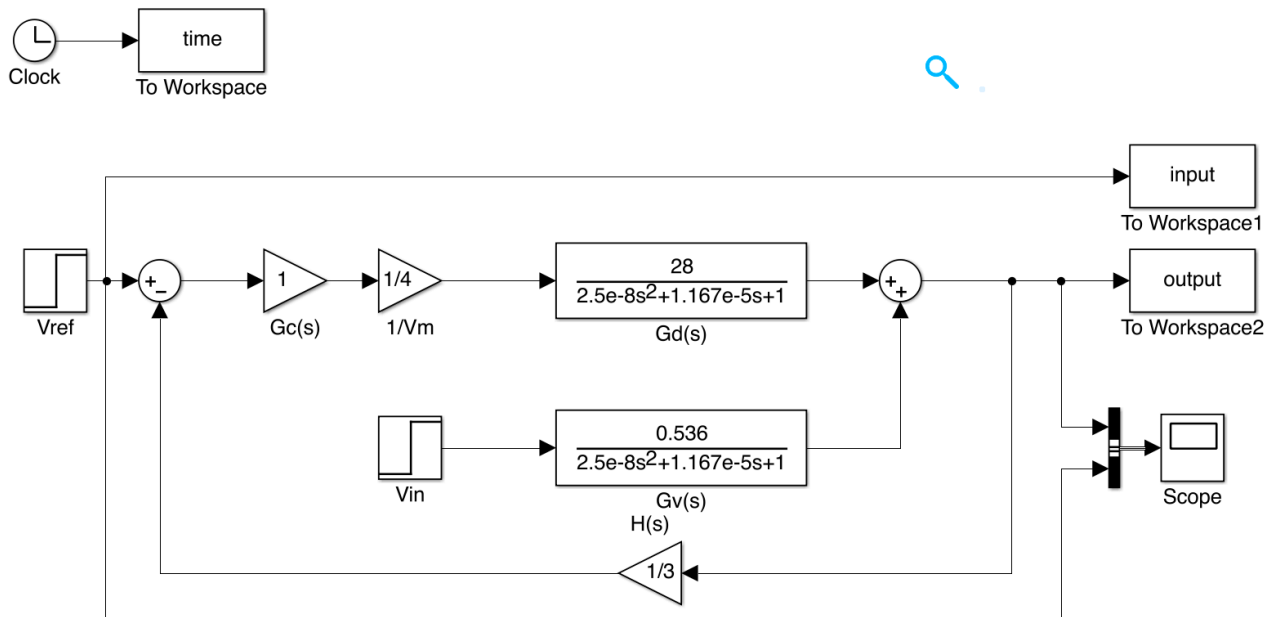 time
Clock
To Workspace
input
To Workspace1
+
−
1
1/4
28
2.5e-8s²+1.167e-5s+1
+
+
output
Vref
Gc(s)
1/Vm
Gd(s)
To Workspace2
0.536
2.5e-8s²+1.167e-5s+1
Vin
Gv(s)
Scope
H(s)
1/3